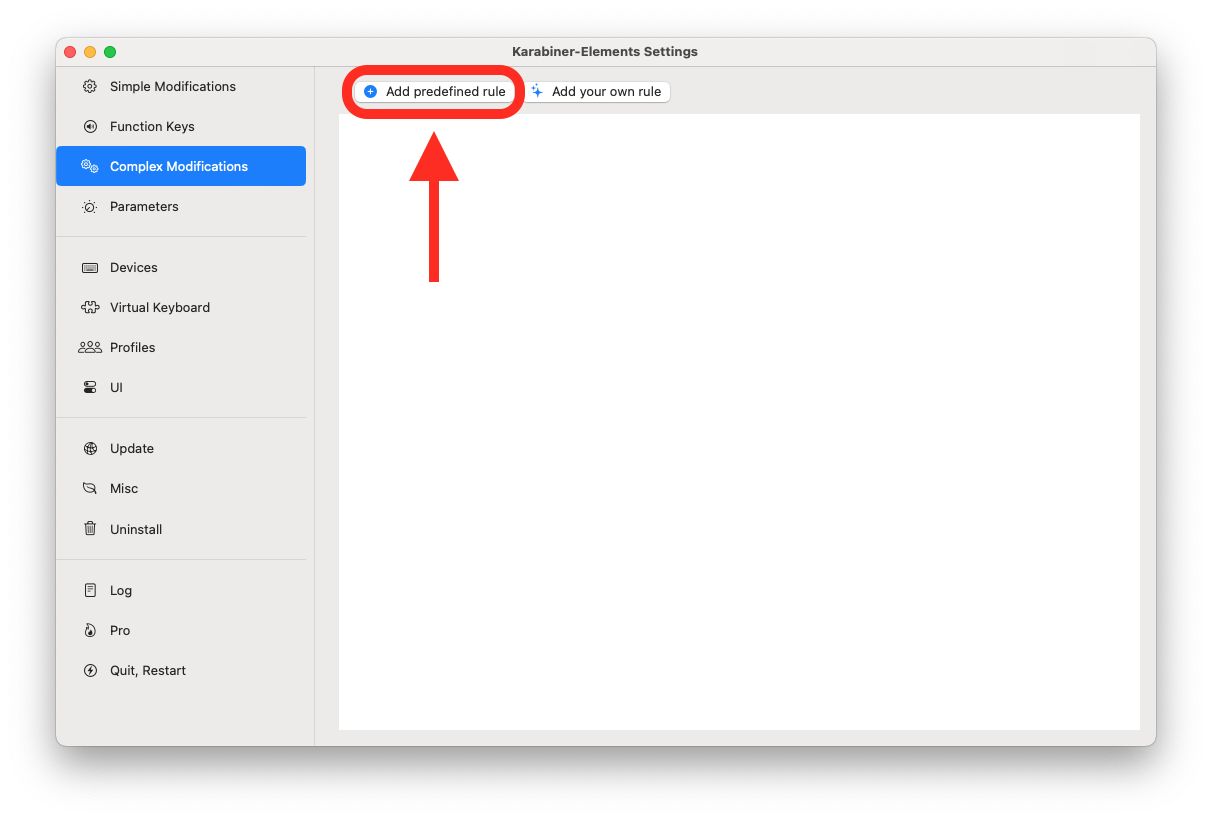 Karabiner-Elements Settings
Simple Modifications
Function Keys
Complex Modifications
Parameters
Devices
Virtual Keyboard
Profiles
UI
Update
Misc
Uninstall
Log
Pro
Quit, Restart
Add predefined rule
Add your own rule